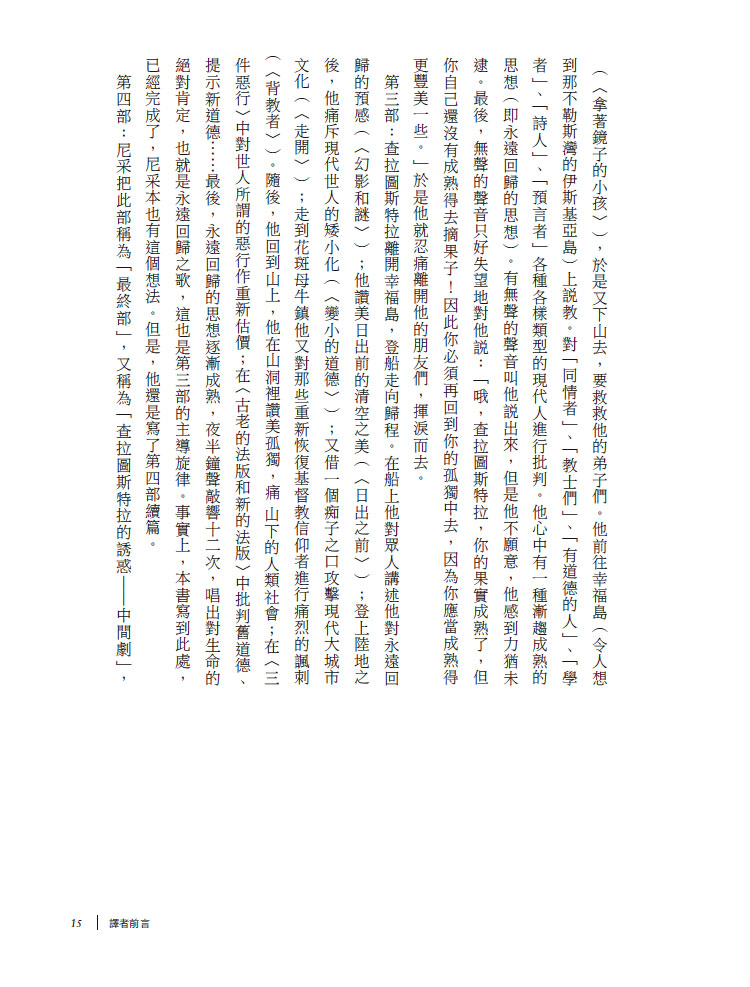 （〈拿著鏡子的小孩〉），於是又下山去，要救救他的弟子們。他前往幸福島（令人想
到那不勒斯灣的伊斯基亞島）上說教。對「同情者」、「教士們」、「有道德的人」、「學
者」、「詩人」、「預言者」各種各樣類型的現代人進行批判。他心中有一種漸趨成熟的
思想（即永遠回歸的思想）。有無聲的聲音叫他說出來，但是他不願意，他感到力猶未
逮。最後，無聲的聲音只好失望地對他說：「哦，查拉圖斯特拉，你的果實成熟了，但
你自己還沒有成熟得去摘果子！因此你必須再回到你的孤獨中去，因為你應當成熟得
更豐美一些。」於是他就忍痛離開他的朋友們，揮淚而去。
第三部：查拉圖斯特拉離開幸福島，登船走向歸程。在船上他對眾人講述他對永遠回
歸的預感（〈幻影和謎〉）；他讚美日出前的清空之美（〈日出之前〉）；登上陸地之
後，他痛斥現代世人的矮小化（〈變小的道德〉）；又借一個痴子之口攻擊現代大城市
文化（〈走開〉）；走到花斑母牛鎮他又對那些重新恢復基督教信仰者進行痛烈的諷刺
（〈背教者〉）。隨後，他回到山上，他在山洞裡讚美孤獨，痛 山下的人類社會；在〈三
件惡行〉中對世人所謂的惡行作重新估價；在〈古老的法版和新的法版〉中批判舊道德、
提示新道德……最後，永遠回歸的思想逐漸成熟，夜半鐘聲敲響十二次，唱出對生命的
絕對肯定，也就是永遠回歸之歌，這也是第三部的主導旋律。事實上，本書寫到此處，
已經完成了，尼采本也有這個想法。但是，他還是寫了第四部續篇。
第四部：尼采把此部稱為「最終部」，又稱為「查拉圖斯特拉的誘惑——中間劇」，
15 譯者前言